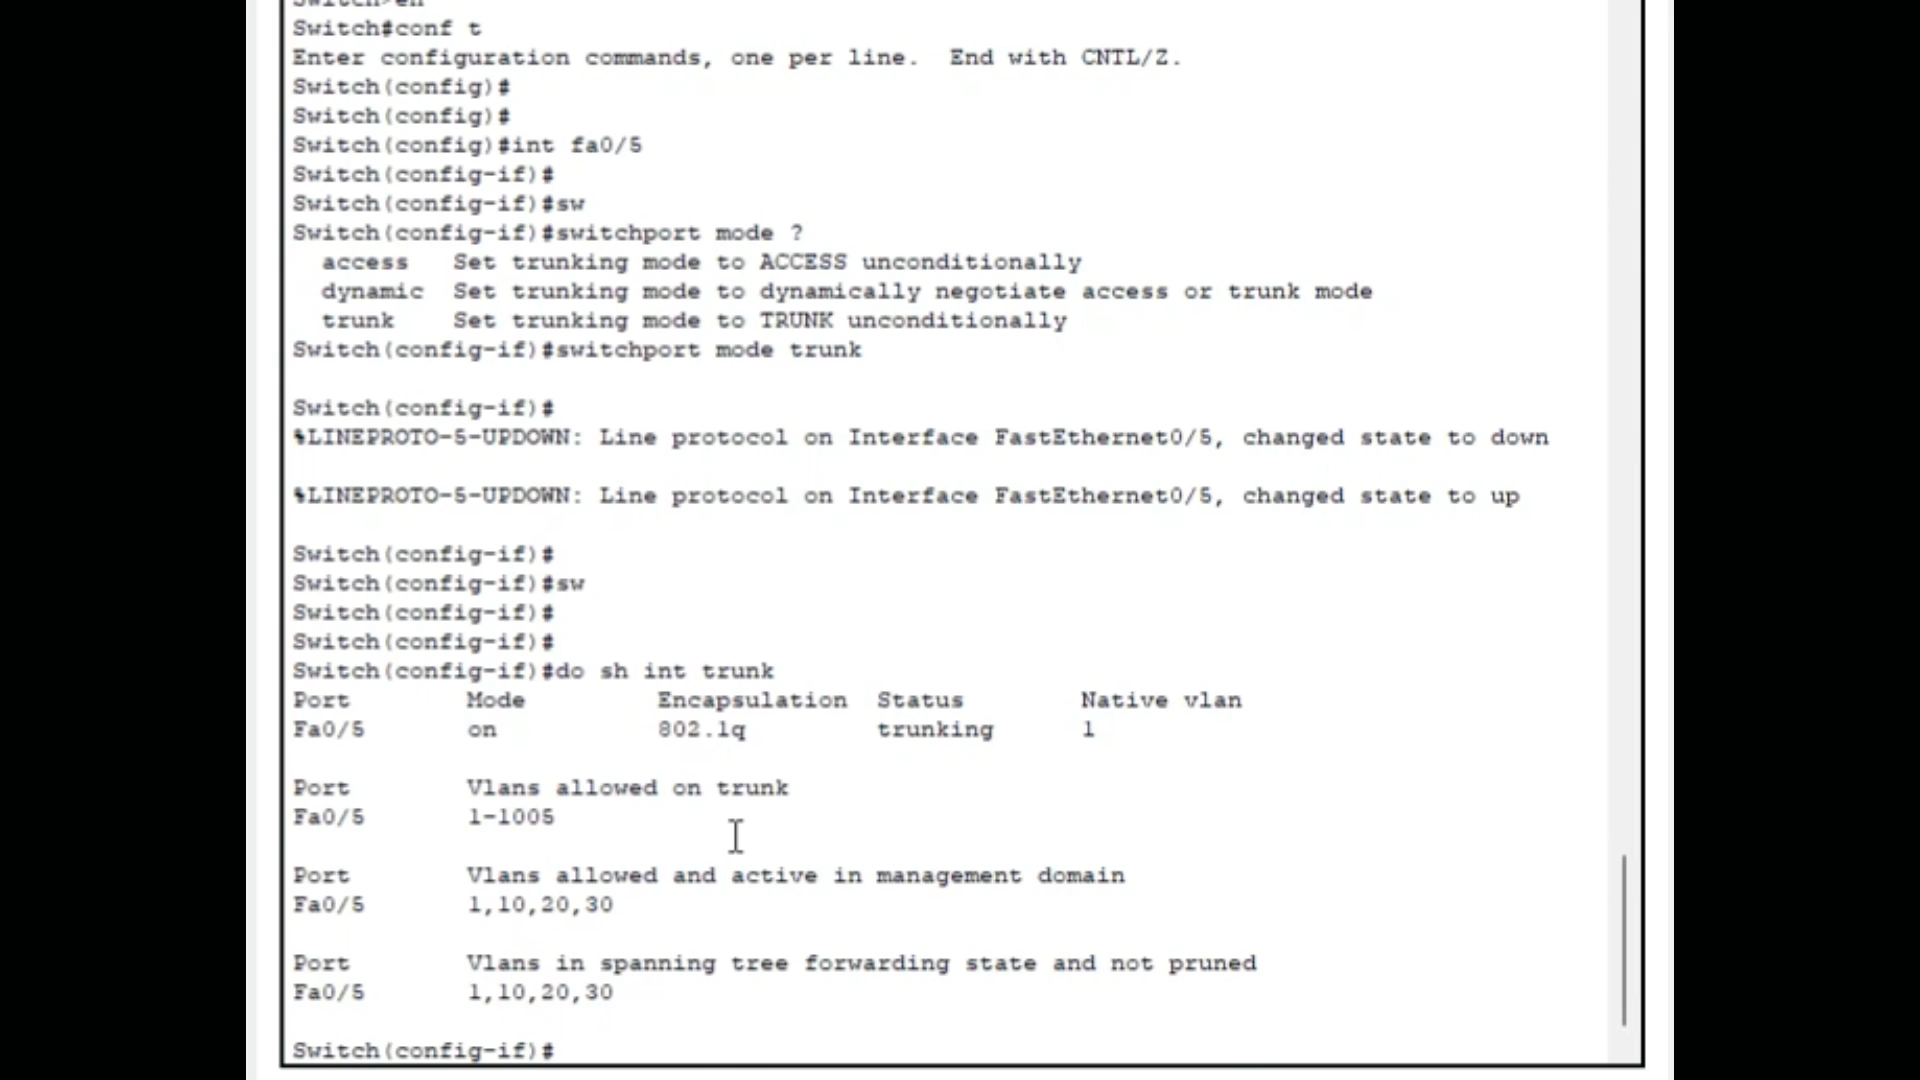 Switch>en
Switch#conf t
Enter configuration commands, one per line.  End with CNTL/Z.
Switch(config)#
Switch(config)#
Switch(config)#int fa0/5
Switch(config-if)#
Switch(config-if)#sw
Switch(config-if)#switchport mode ?
  access   Set trunking mode to ACCESS unconditionally
  dynamic  Set trunking mode to dynamically negotiate access or trunk mode
  trunk    Set trunking mode to TRUNK unconditionally
Switch(config-if)#switchport mode trunk
Switch(config-if)#
%LINEPROTO-5-UPDOWN: Line protocol on Interface FastEthernet0/5, changed state to down
%LINEPROTO-5-UPDOWN: Line protocol on Interface FastEthernet0/5, changed state to up
Switch(config-if)#
Switch(config-if)#sw
Switch(config-if)#
Switch(config-if)#
Switch(config-if)#do sh int trunk
Port        Mode         Encapsulation  Status        Native vlan
Fa0/5       on           802.1q         trunking      1
Port        Vlans allowed on trunk
Fa0/5       1-1005
Port        Vlans allowed and active in management domain
Fa0/5       1,10,20,30
Port        Vlans in spanning tree forwarding state and not pruned
Fa0/5       1,10,20,30
Switch(config-if)#